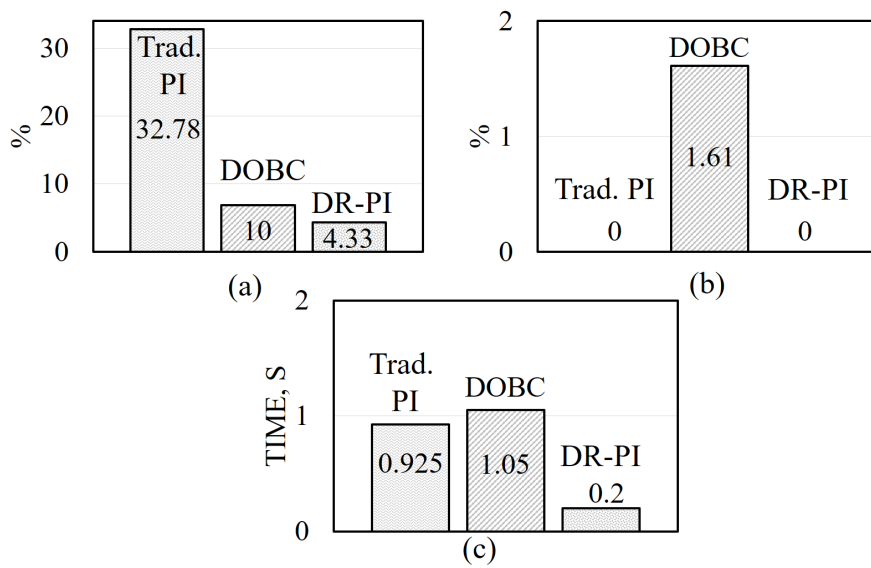 30
20
10
0
%
Trad.
PI
32.78
DOBC
10
DR-PI
4.33
(a)
2
1
0
%
Trad. PI
0
DOBC
1.61
DR-PI
0
(b)
2
1
0
TIME, S
Trad.
PI
0.925
DOBC
1.05
DR-PI
0.2
(c)